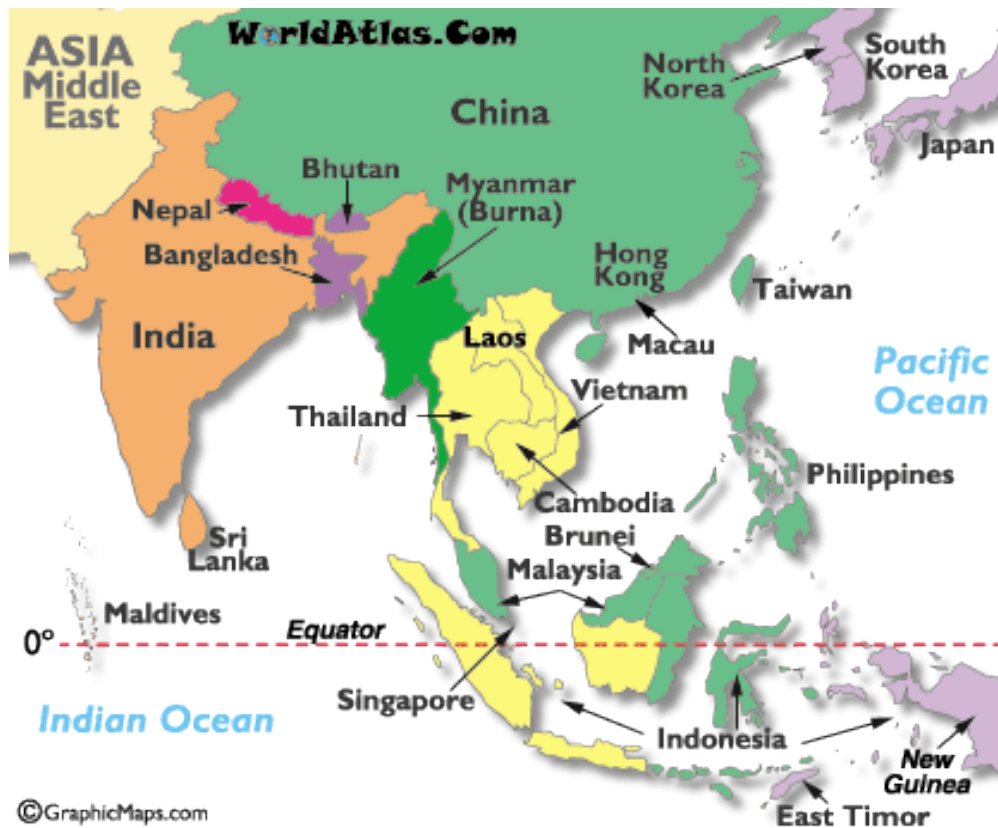 WorldAtlas.Com
ASIA
Middle
East
North
Korea
South
Korea
China
Japan
Bhutan
Myanmar
(Burna)
Nepal
Bangladesh
Hong
Kong
Taiwan
India
Laos
Macau
Pacific
Ocean
Vietnam
Thailand
Philippines
Cambodia
Sri
Lanka
Brunei
Malaysia
Maldives
Equator
0°
Singapore
Indian Ocean
Indonesia
New
Guinea
East Timor
©GraphicMaps.com